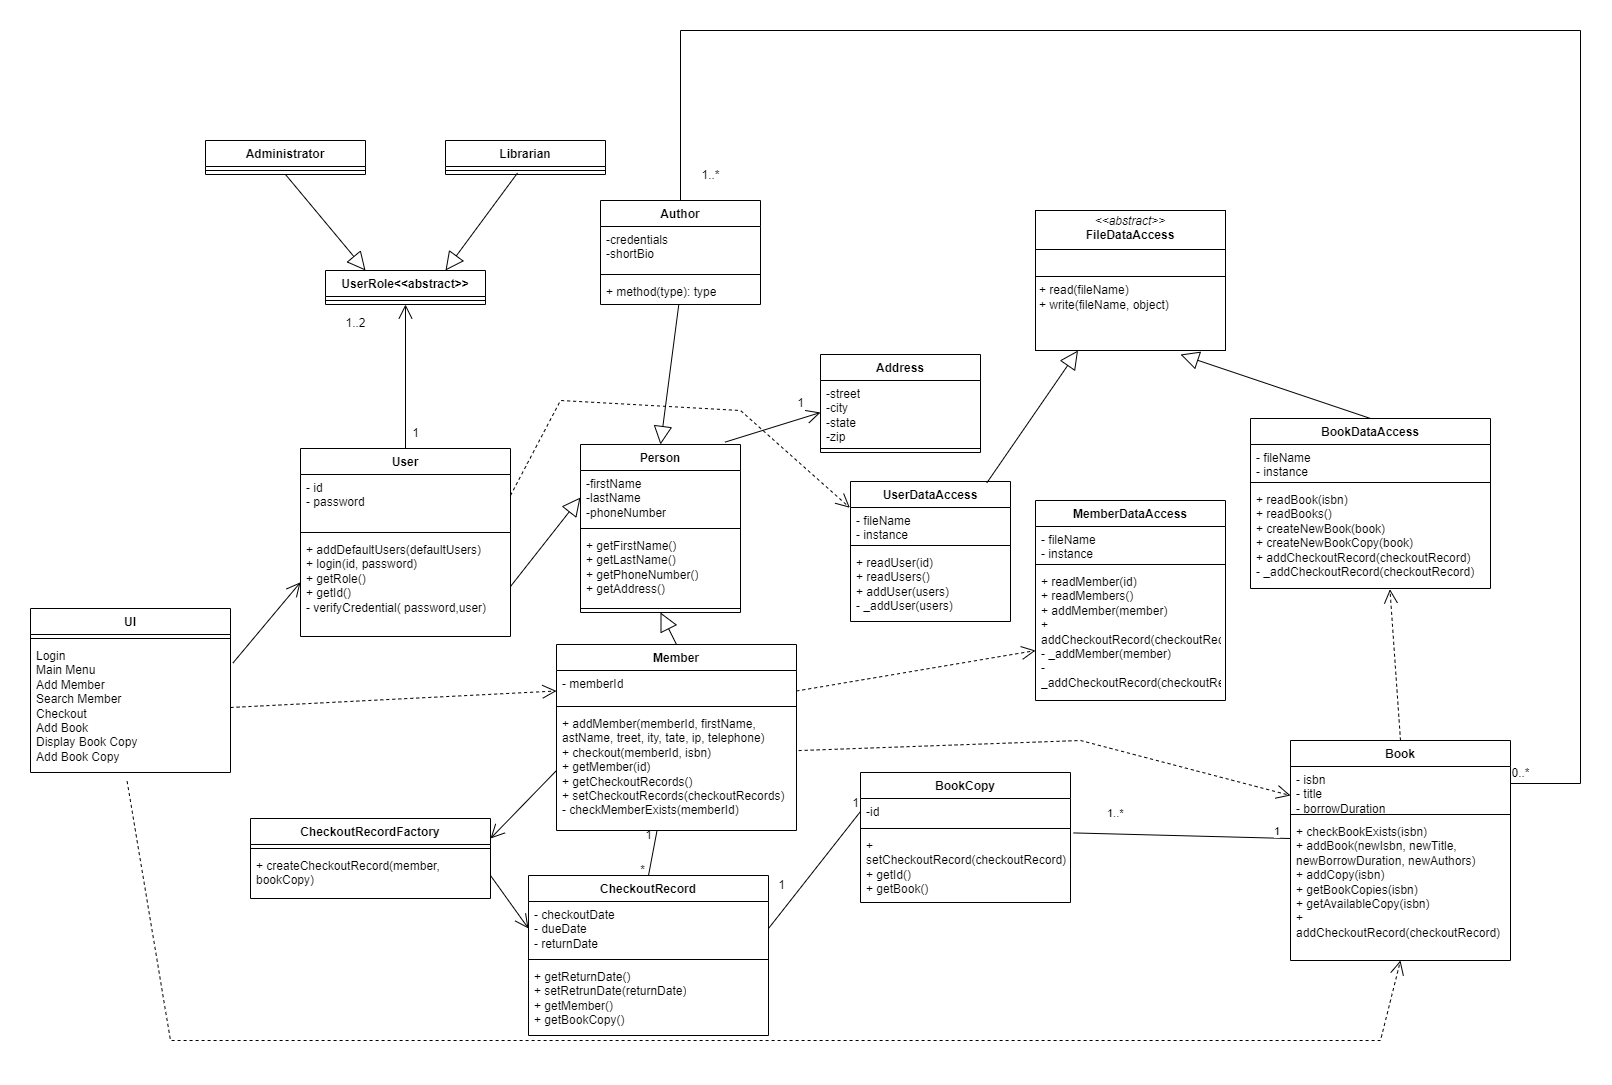 Administrator
Librarian
1..*
Author
-credentials
-shortBio
+ method(type): type
<<abstract>>
FileDataAccess
+ read(fileName)
+ write(fileName, object)
UserRole<<abstract>>
1..2
1
Address
-street
-city
-state
-zip
1
BookDataAccess
- fileName
- instance
+ readBook(isbn)
+ readBooks()
+ createNewBook(book)
+ createNewBookCopy(book)
+ addCheckoutRecord(checkoutRecord)
- _addCheckoutRecord(checkoutRecord)
User
- id
- password
+ addDefaultUsers(defaultUsers)
+ login(id, password)
+ getRole()
+ getId()
- verifyCredential( password,user)
Person
-firstName
-lastName
-phoneNumber
+ getFirstName()
+ getLastName()
+ getPhoneNumber()
+ getAddress()
UserDataAccess
- fileName
- instance
+ readUser(id)
+ readUsers()
+ addUser(users)
- _addUser(users)
MemberDataAccess
- fileName
- instance
+ readMember(id)
+ readMembers()
+ addMember(member)
+
addCheckoutRecord(checkoutRec
- _addMember(member)
-
_addCheckoutRecord(checkoutRe
UI
Login
Main Menu
Add Member
Search Member
Checkout
Add Book
Display Book Copy
Add Book Copy
Member
- memberId
+ addMember(memberId, firstName,
astName, treet, ity, tate, ip, telephone)
+ checkout(memberId, isbn)
+ getMember(id)
+ getCheckoutRecords()
+ setCheckoutRecords(checkoutRecords)
- checkMemberExists(memberId)
1
*
Book
- isbn
- title
- borrowDuration
+ checkBookExists(isbn)
+ addBook(newIsbn, newTitle,
newBorrowDuration, newAuthors)
+ addCopy(isbn)
+ getBookCopies(isbn)
+ getAvailableCopy(isbn)
+
addCheckoutRecord(checkoutRecord)
0..*
BookCopy
-id
+
setCheckoutRecord(checkoutRecord)
+ getId()
+ getBook()
1
1..*
1
1
CheckoutRecordFactory
+ createCheckoutRecord(member,
bookCopy)
CheckoutRecord
- checkoutDate
- dueDate
- returnDate
+ getReturnDate()
+ setRetrunDate(returnDate)
+ getMember()
+ getBookCopy()